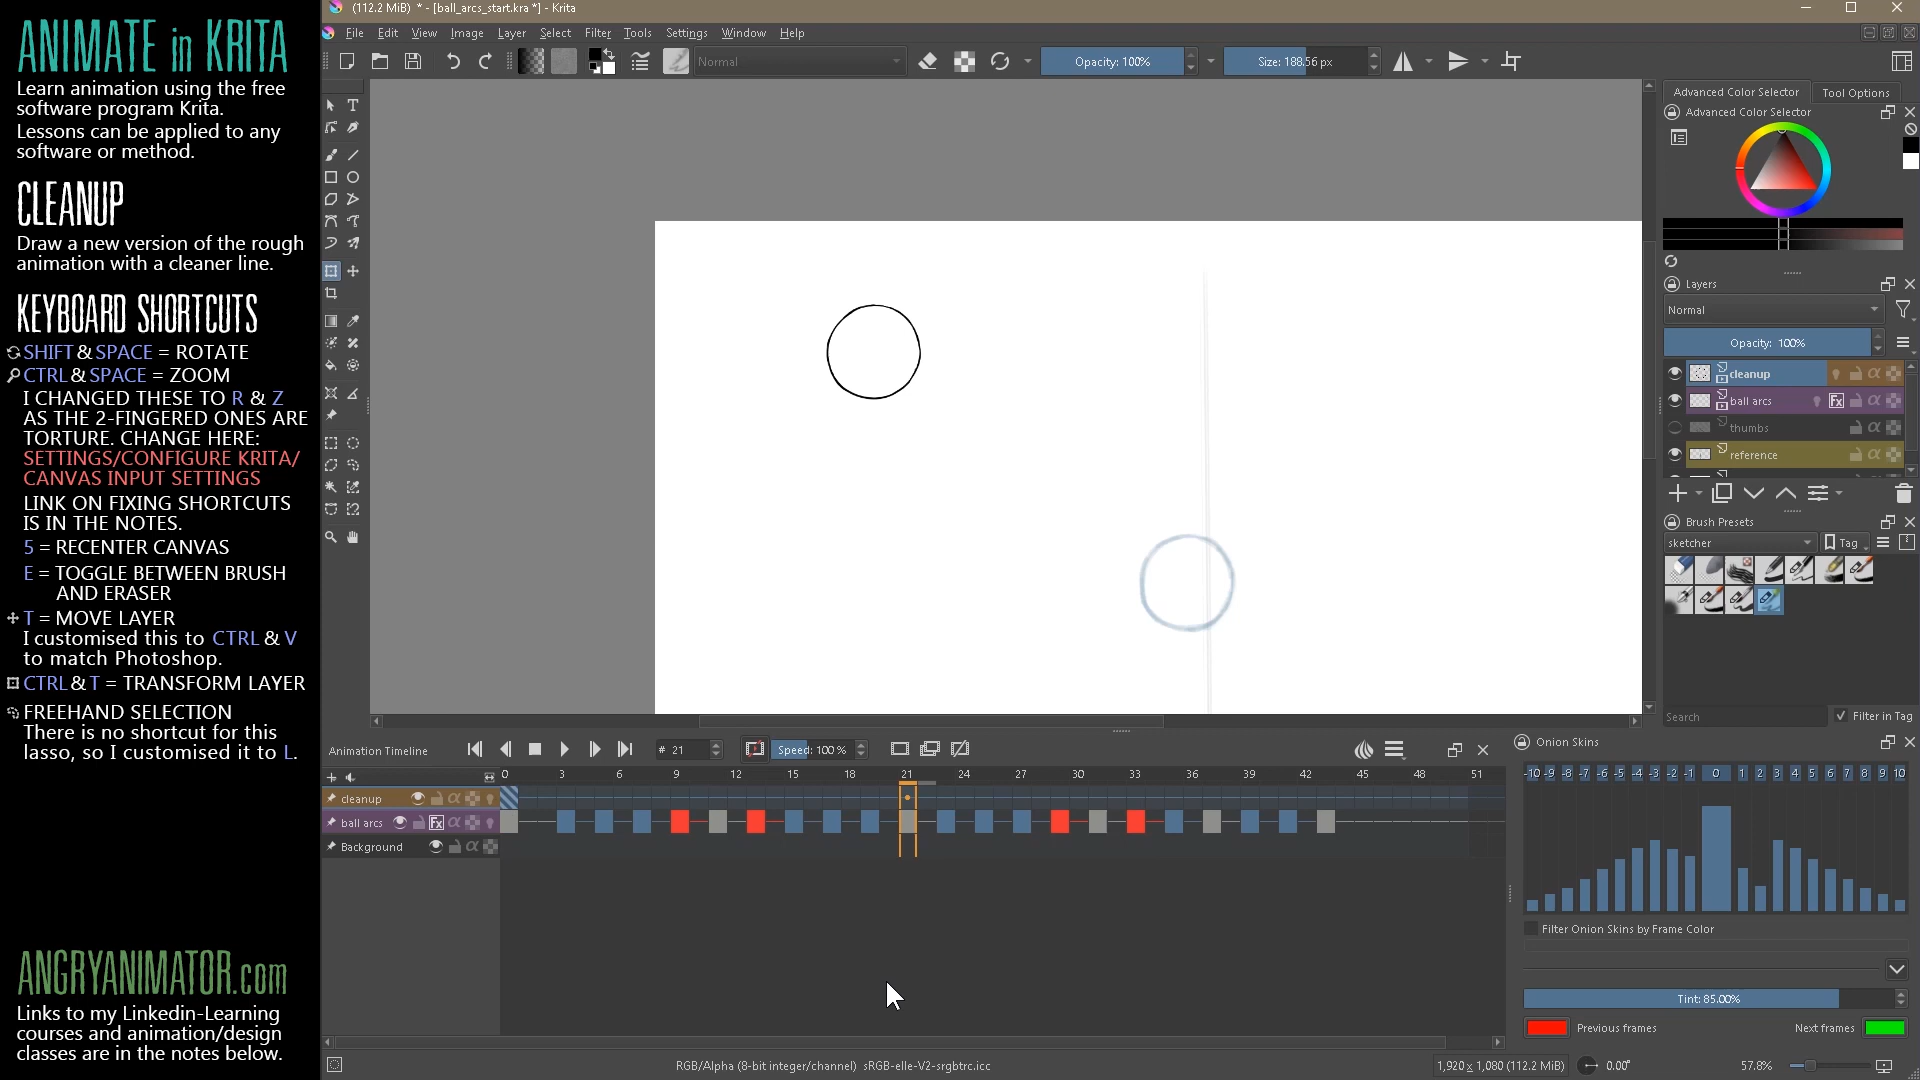 ANIMATE in KRITA
Learn animation using the free
software program Krita.
Lessons can be applied to any
software or method.
CLEANUP
Draw a new version of the rough
animation with a cleaner line.
KEYBOARD SHORTCUTS
SHIFT & SPACE = ROTATE
CTRL & SPACE = ZOOM
I CHANGED THESE TO R & Z
AS THE 2-FINGERED ONES ARE
TORTURE. CHANGE HERE:
SETTINGS/CONFIGURE KRITA/
CANVAS INPUT SETTINGS
LINK ON FIXING SHORTCUTS
IS IN THE NOTES.
5 = RECENTER CANVAS
E = TOGGLE BETWEEN BRUSH
AND ERASER
T = MOVE LAYER
I customised this to CTRL & V
to match Photoshop.
CTRL & T = TRANSFORM LAYER
FREEHAND SELECTION
There is no shortcut for this
lasso, so I customised it to L.
ANGRYANIMATOR.com
Links to my Linkedin-Learning
courses and animation/design
classes are in the notes below.
(112.2 MiB) * - [ball_arcs_start.kra *] - Krita
File Edit View Image Layer Select Filter Tools Settings Window Help
Normal
Opacity: 100%
Size: 188.56 px
Advanced Color Selector Tool Options
Advanced Color Selector
Layers
Normal
Opacity: 100%
cleanup
ball arcs
thumbs
reference
Brush Presets
sketcher
Tag
Search
Filter in Tag
Animation Timeline
# 21
Speed: 100 %
0 3 6 9 12 15 18 21 24 27 30 33 36 39 42 45 48 51
cleanup
ball arcs
Background
Onion Skins
-10 -9 -8 -7 -6 -5 -4 -3 -2 -1 0 1 2 3 4 5 6 7 8 9 10
Filter Onion Skins by Frame Color
Tint: 85.00%
Previous frames
Next frames
RGB/Alpha (8-bit integer/channel) sRGB-elle-V2-srgbtrc.icc
1,920 x 1,080 (112.2 MiB)
0.00°
57.8%